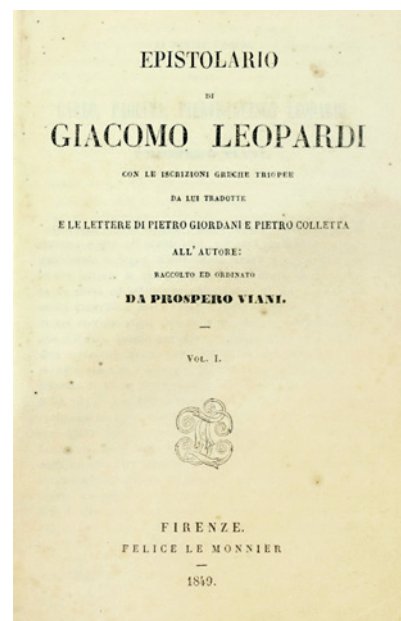 EPISTOLARIO
DI
GIACOMO LEOPARDI
CON LE ISCRIZIONI GRECHE TRIOPEE
DA LUI TRADOTTE
E LE LETTERE DI PIETRO GIORDANI E PIETRO COLLETTA
ALL' AUTORE:
RACCOLTO ED ORDINATO
DA PROSPERO VIANI.
VOL. I.
FIRENZE.
FELICE LE MONNIER
1849.